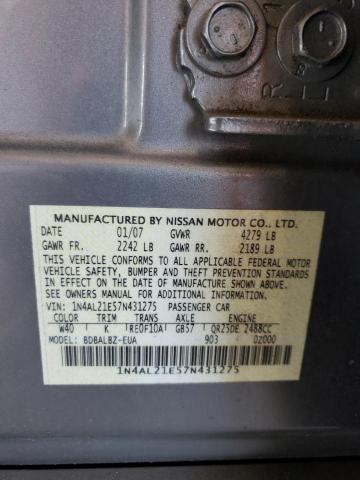 R L
MANUFACTURED BY NISSAN MOTOR CO., LTD.
DATE 01/07 GVWR 4279 LB
GAWR FR. 2242 LB GAWR RR. 2189 LB
THIS VEHICLE CONFORMS TO ALL APPLICABLE FEDERAL MOTOR
VEHICLE SAFETY, BUMPER AND THEFT PREVENTION STANDARDS
IN EFFECT ON THE DATE OF MANUFACTURE SHOWN ABOVE.
SEE OWNERS MANUAL FOR ADDITIONAL INFORMATION
VIN: 1N4AL21E57N431275 PASSENGER CAR
COLOR TRIM TRANS AXLE ENGINE
W40 K RE0F10A GB57 QR25DE 2488CC
MODEL: BDBALBZ-EUA 903 0Z000
1N4AL21E57N431275